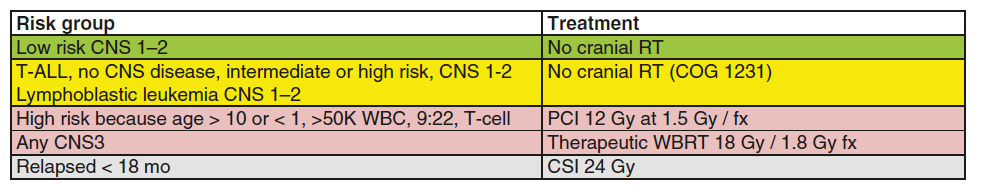 Risk group Treatment
Low risk CNS 1–2 No cranial RT
T-ALL, no CNS disease, intermediate or high risk, CNS 1-2 No cranial RT (COG 1231)
Lymphoblastic leukemia CNS 1–2
High risk because age > 10 or < 1, >50K WBC, 9:22, T-cell PCI 12 Gy at 1.5 Gy / fx
Any CNS3 Therapeutic WBRT 18 Gy / 1.8 Gy fx
Relapsed < 18 mo CSI 24 Gy